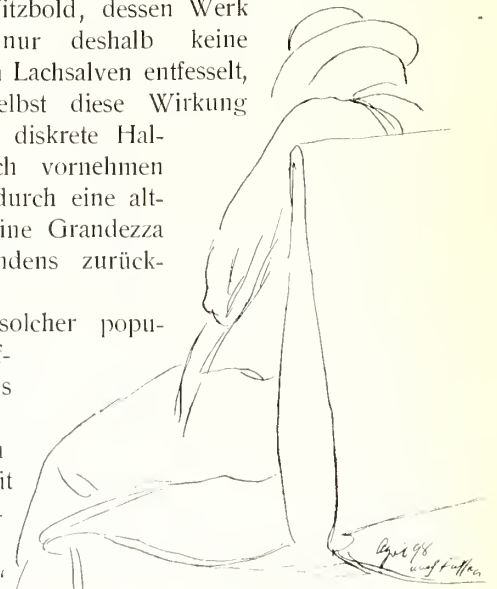 itzbold, dessen Werk
nur deshalb keine
Lachsalven entfesselt,
elbst diese Wirkung
diskrete Hal-
ch vornehmen
durch eine alt-
ine Grandezza
ndens zurück-
solcher popu-
f-
s
it
April 98